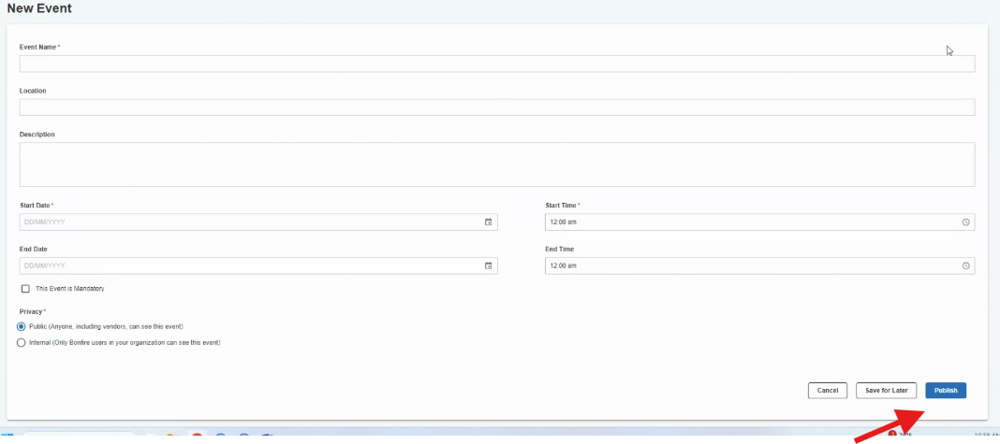 New Event
Event Name *
Location
Description
Start Date * Start Time *
DD/MM/YYYY 12:00 am
End Date End Time
DD/MM/YYYY 12:00 am
This Event is Mandatory
Privacy *
Public (Anyone, including vendors, can see this event)
Internal (Only Bonfire users in your organization can see this event)
Cancel Save for Later Publish